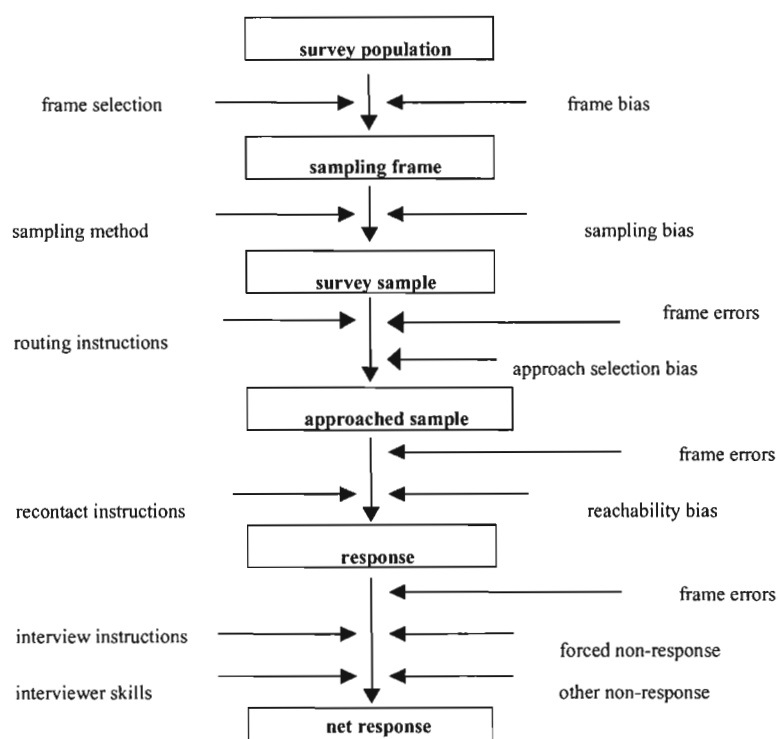 survey population
frame selection
frame bias
sampling frame
sampling method
sampling bias
survey sample
frame errors
routing instructions
approach selection bias
approached sample
frame errors
recontact instructions
reachability bias
response
frame errors
interview instructions
forced non-response
interviewer skills
other non-response
net response